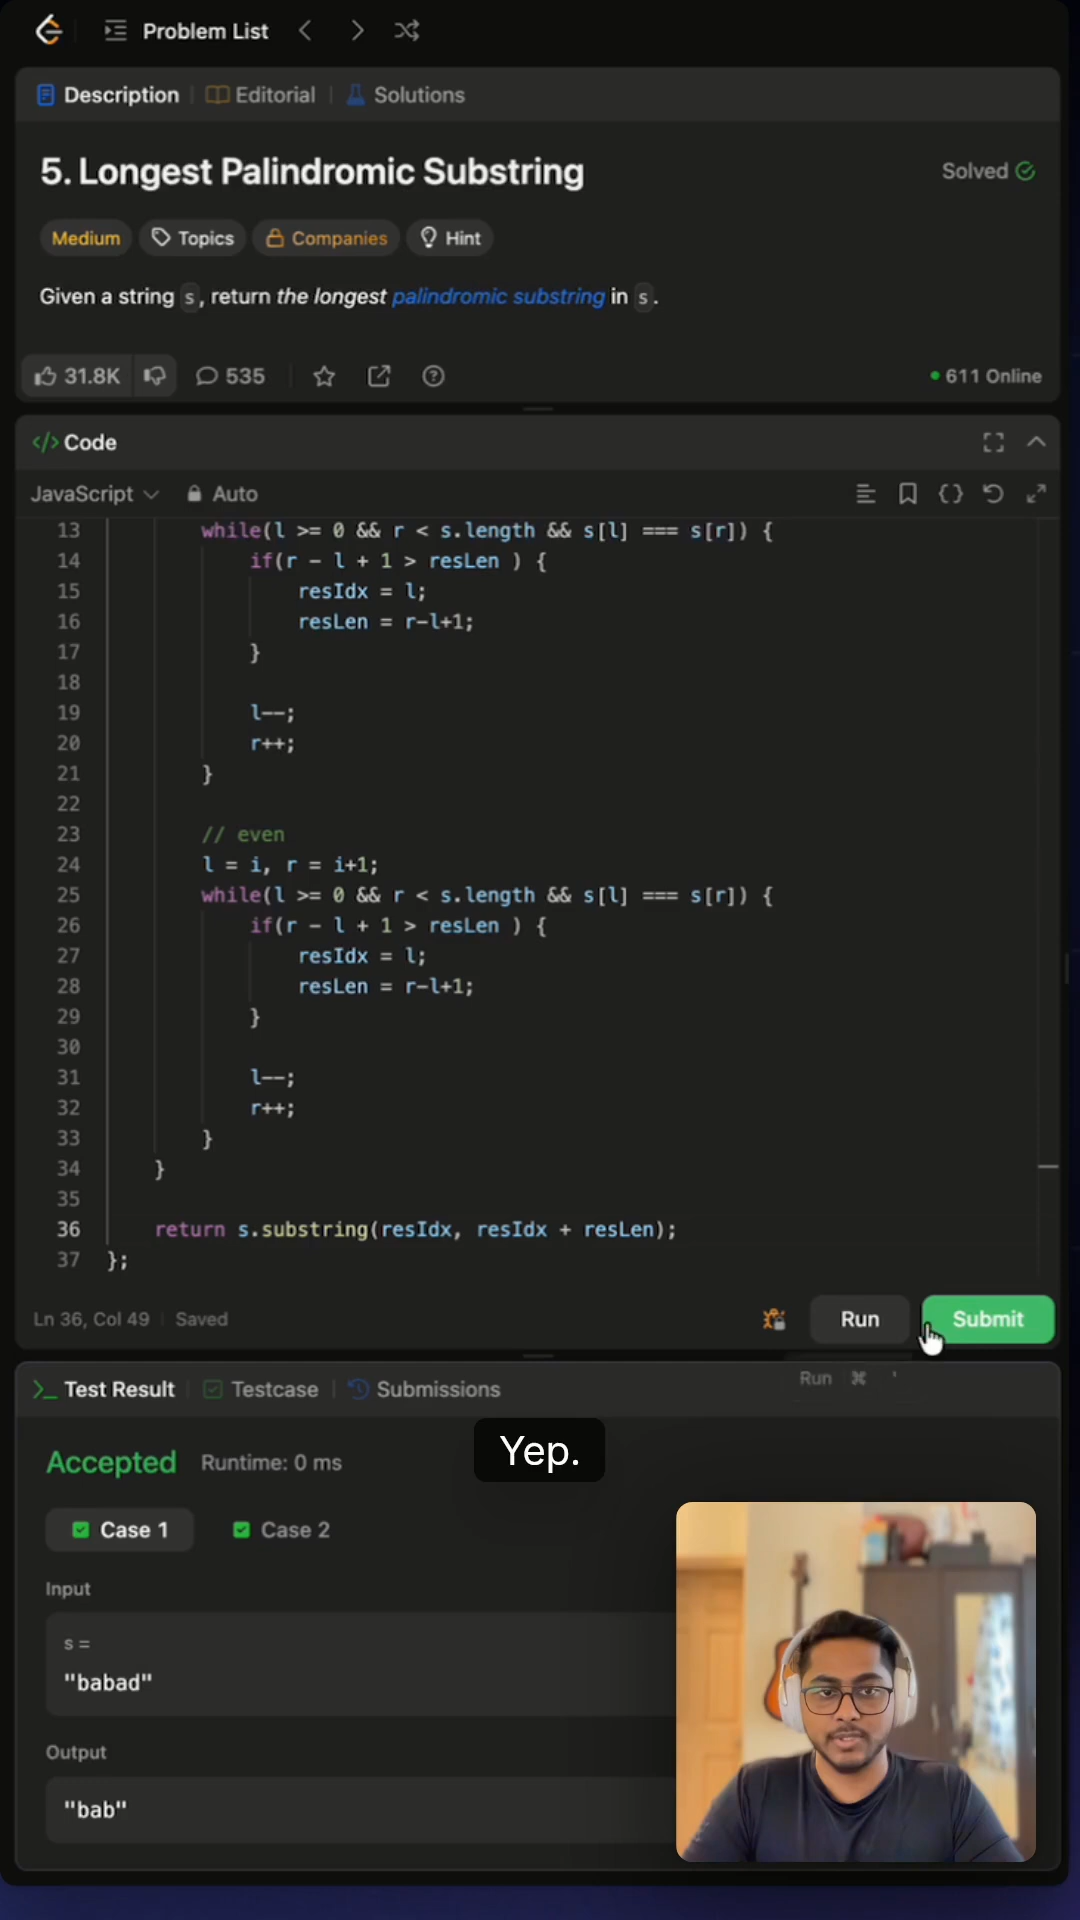 Problem List
Description
Editorial
Solutions
5. Longest Palindromic Substring
Solved
Medium
Topics
Companies
Hint
Given a string s, return the longest palindromic substring in s.
31.8K
535
611 Online
</> Code
JavaScript
Auto
13 while(l >= 0 && r < s.length && s[l] === s[r]) {
14 if(r - l + 1 > resLen ) {
15 resIdx = l;
16 resLen = r-l+1;
17 }
18
19 l--;
20 r++;
21 }
22
23 // even
24 l = i, r = i+1;
25 while(l >= 0 && r < s.length && s[l] === s[r]) {
26 if(r - l + 1 > resLen ) {
27 resIdx = l;
28 resLen = r-l+1;
29 }
30
31 l--;
32 r++;
33 }
34 }
35
36 return s.substring(resIdx, resIdx + resLen);
37 };
Ln 36, Col 49
Saved
Run
Submit
Run ⌘ '
Test Result
Testcase
Submissions
Yep.
Accepted
Runtime: 0 ms
Case 1
Case 2
Input
s =
"babad"
Output
"bab"